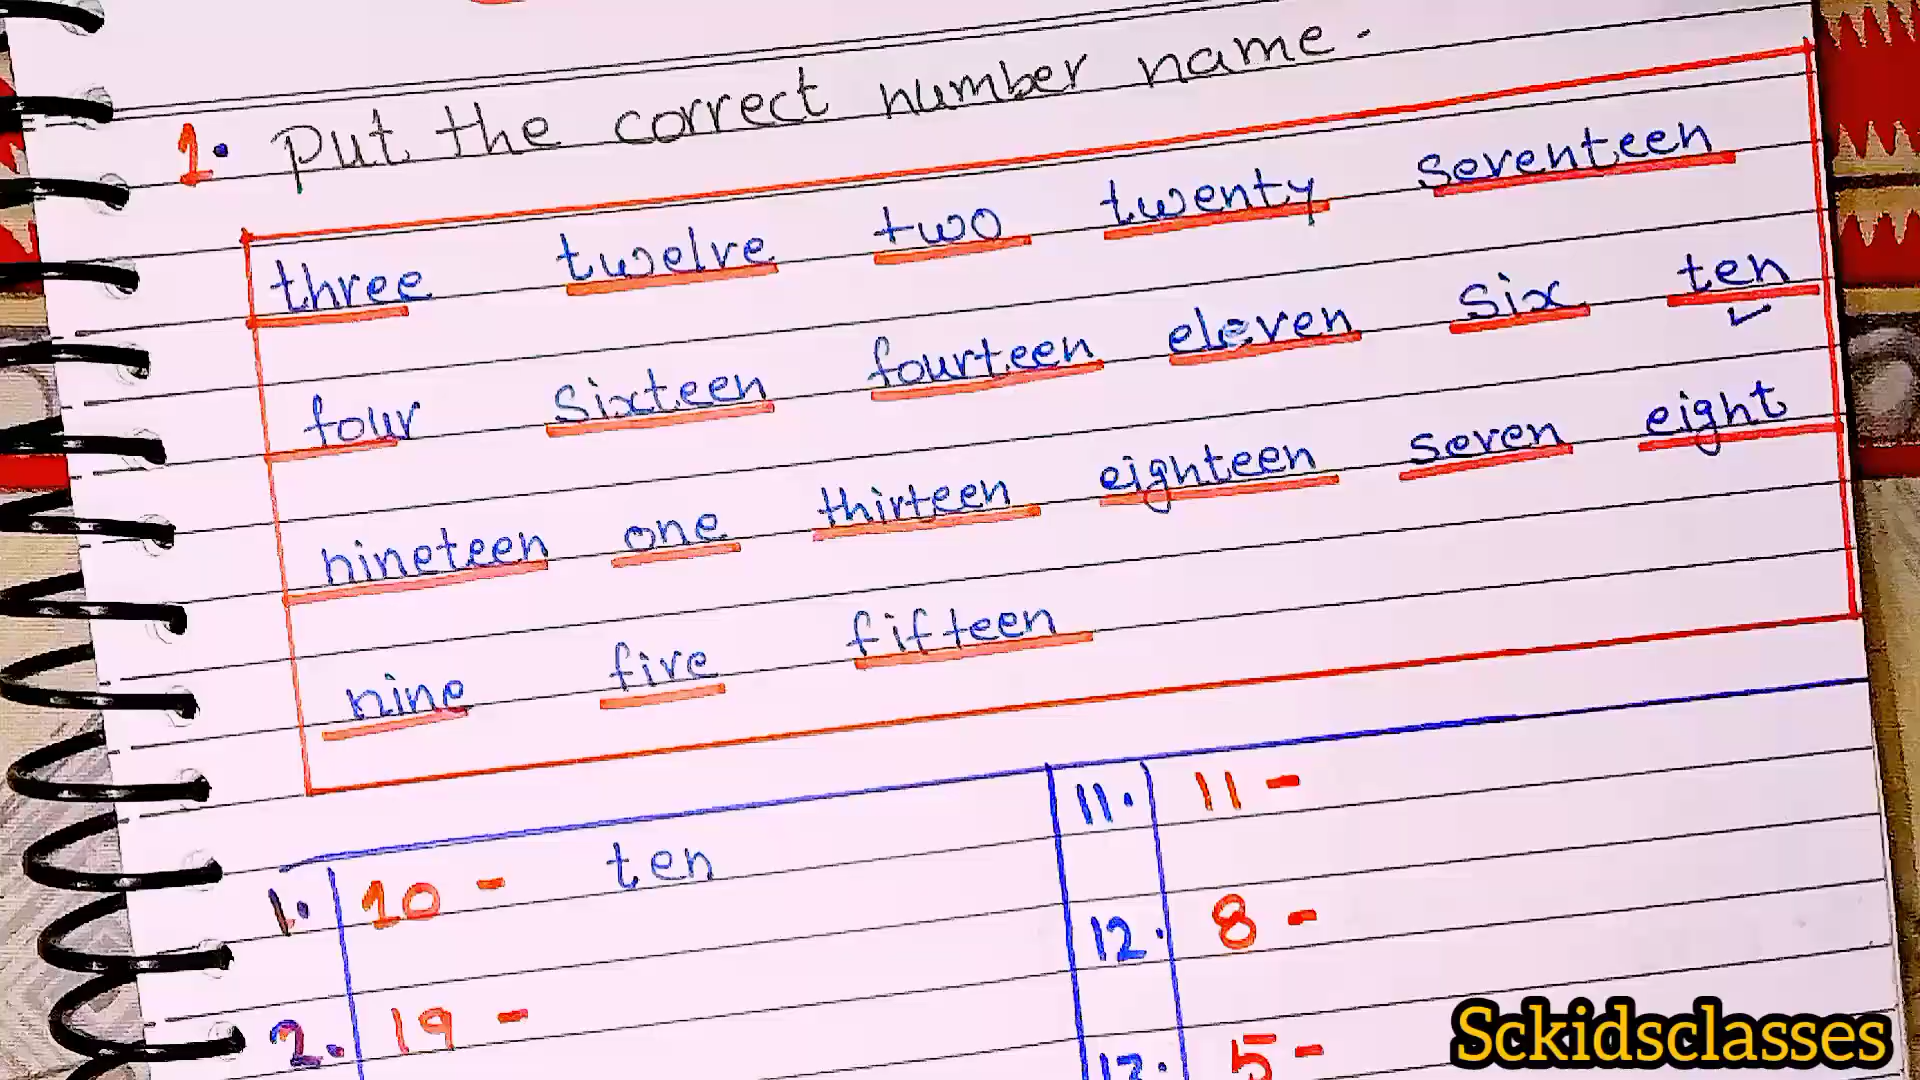 1. Put the correct number name.
three twelve two twenty seventeen
four sixteen fourteen eleven six ten
nineteen one thirteen eighteen seven eight
nine five fifteen
1. 10 - ten
2. 19 -
11. 11 -
12. 8 -
13. 5 -
Sckidsclasses